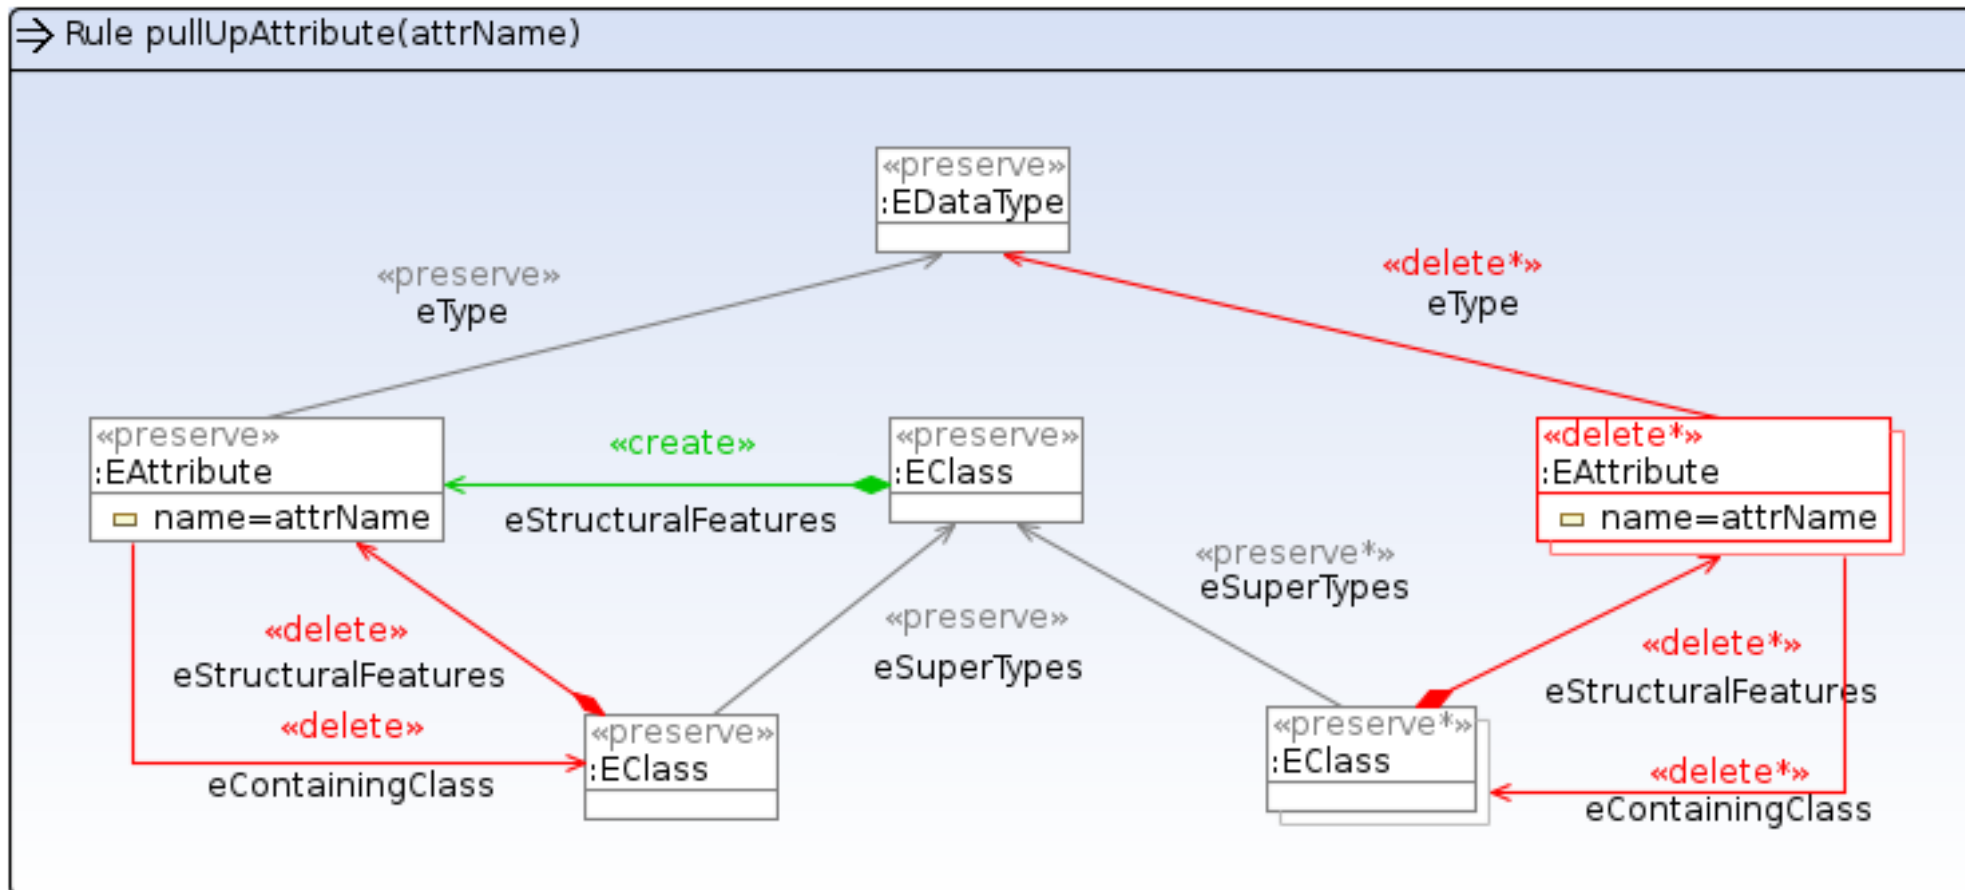 Rule pullUpAttribute(attrName)
«preserve»
:EDataType
«preserve»
eType
«delete*»
eType
«preserve»
:EAttribute
name=attrName
«create»
eStructuralFeatures
«preserve»
:EClass
«delete*»
:EAttribute
name=attrName
«preserve*»
eSuperTypes
«preserve»
eSuperTypes
«delete»
eStructuralFeatures
«delete»
eContainingClass
«delete*»
eStructuralFeatures
«preserve»
:EClass
«preserve*»
:EClass
«delete*»
eContainingClass